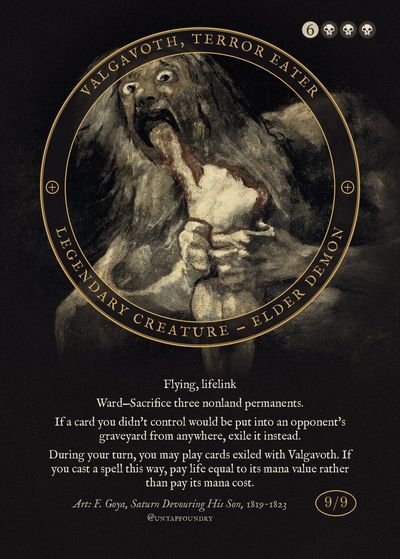 6
VALGAVOTH, TERROR EATER
LEGENDARY CREATURE – ELDER DEMON
Flying, lifelink
Ward—Sacrifice three nonland permanents.
If a card you didn't control would be put into an opponent's
graveyard from anywhere, exile it instead.
During your turn, you may play cards exiled with Valgavoth. If
you cast a spell this way, pay life equal to its mana value rather
than pay its mana cost.
Art: F. Goya, Saturn Devouring His Son, 1819-1823
9/9
@UNTAPFOUNDRY